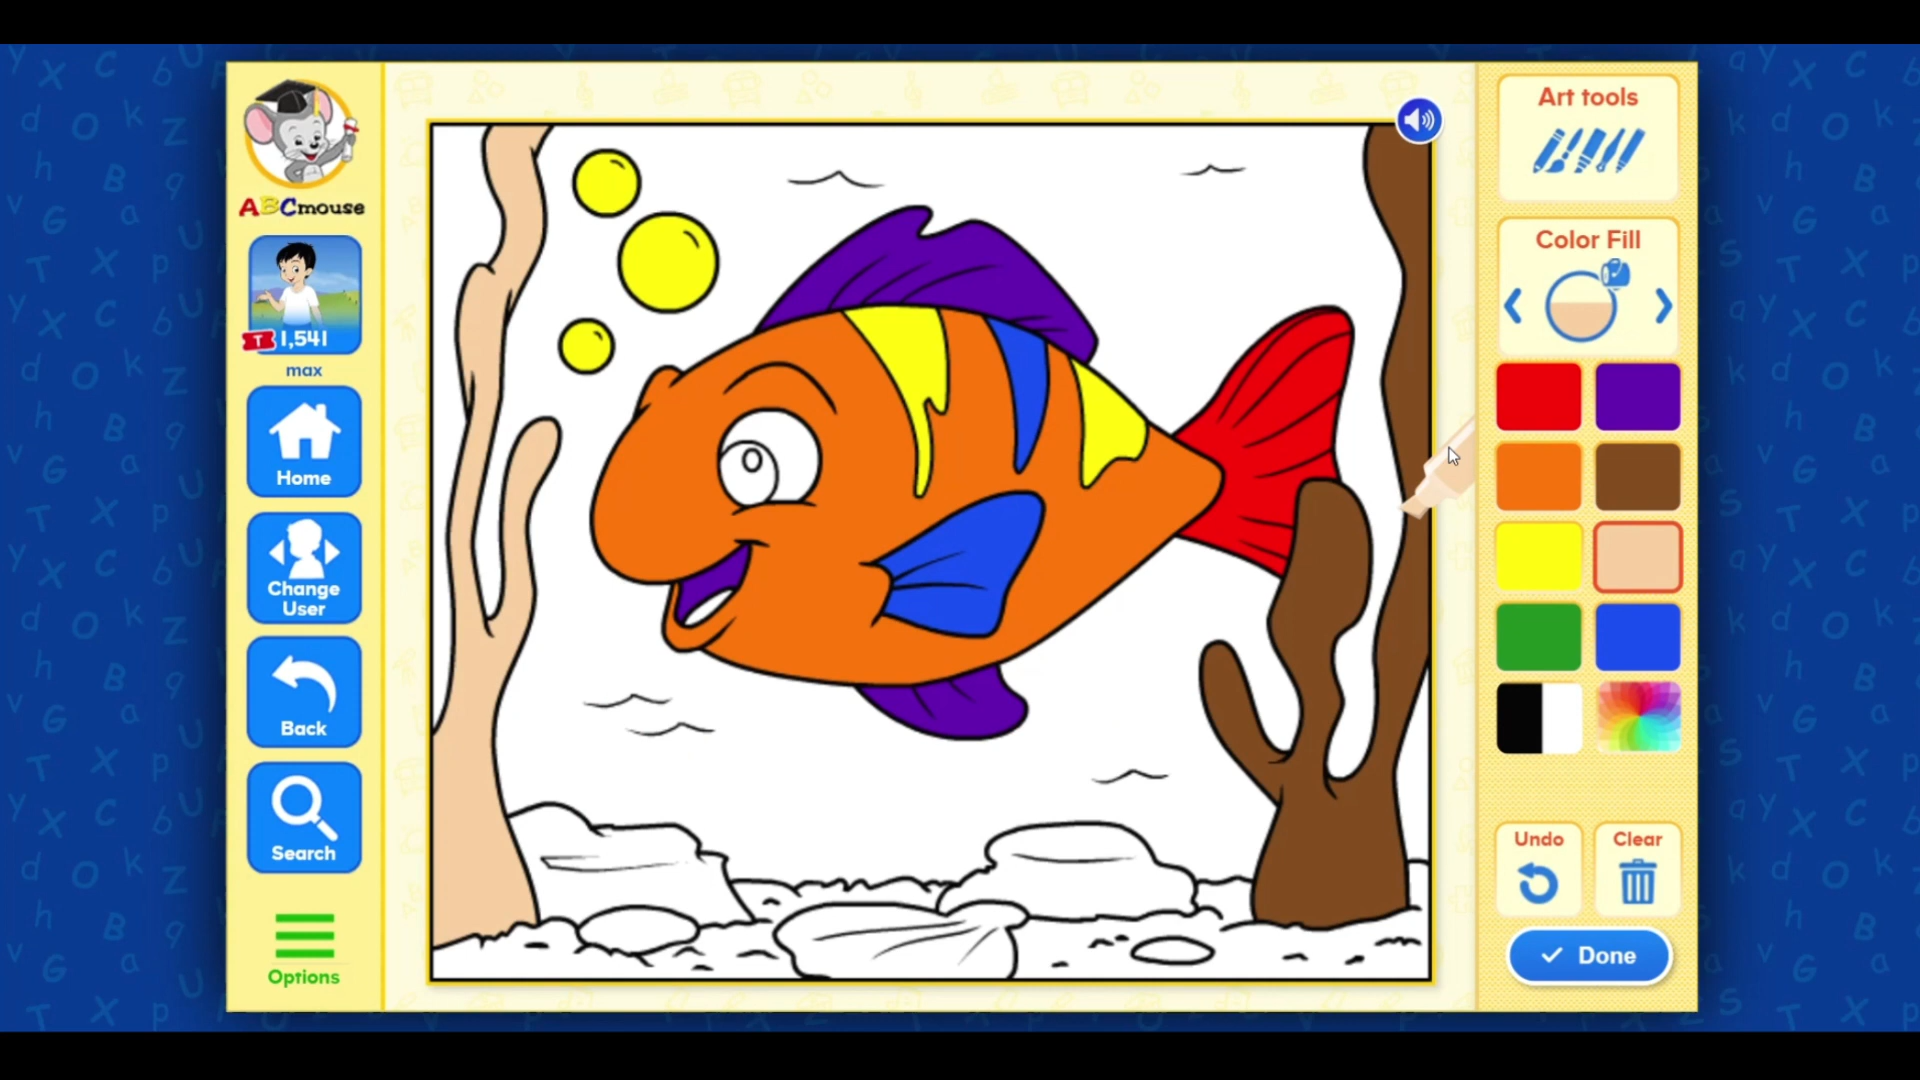 ABCmouse
T 1,541
max
Home
Change
User
Back
Search
Options
Art tools
Color Fill
Undo
Clear
Done